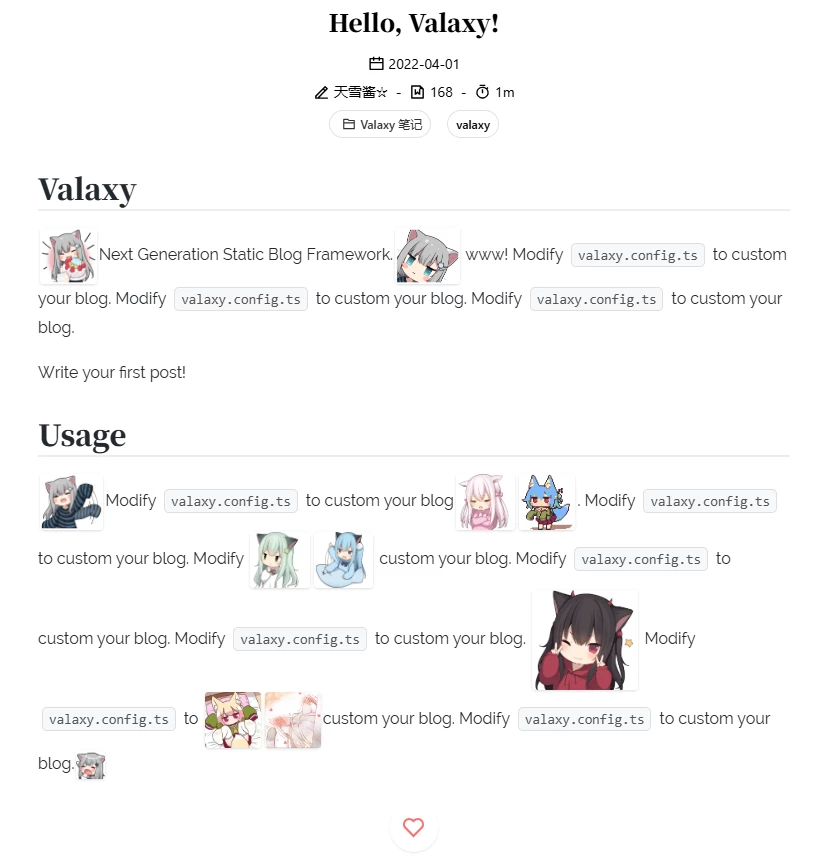 Hello, Valaxy!
2022-04-01
天雪酱☆ - 168 - 1m
Valaxy 笔记 valaxy
Valaxy
Next Generation Static Blog Framework. www! Modify valaxy.config.ts to custom
your blog. Modify valaxy.config.ts to custom your blog. Modify valaxy.config.ts to custom your
blog.
Write your first post!
Usage
Modify valaxy.config.ts to custom your blog . Modify valaxy.config.ts
to custom your blog. Modify custom your blog. Modify valaxy.config.ts to
custom your blog. Modify valaxy.config.ts to custom your blog. Modify
valaxy.config.ts to custom your blog. Modify valaxy.config.ts to custom your
blog.